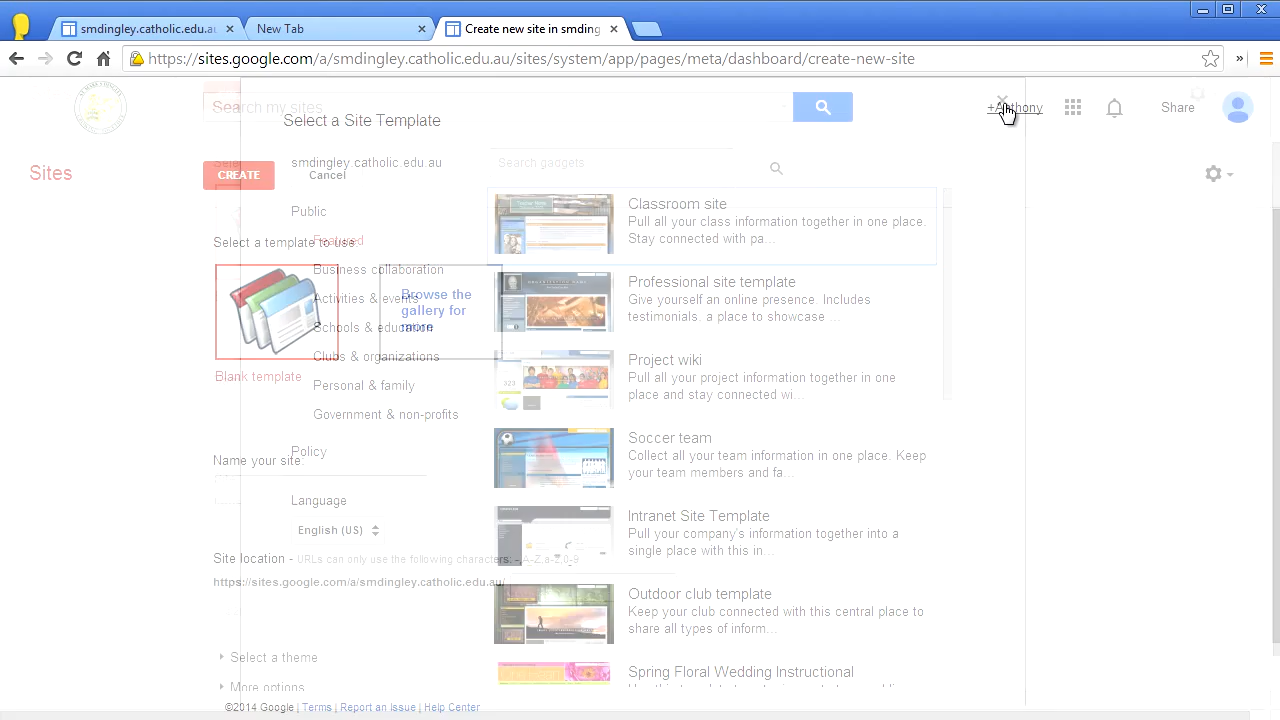 smdingley.catholic.edu.au
New Tab
Create new site in smding
https://sites.google.com/a/smdingley.catholic.edu.au/sites/system/app/pages/meta/dashboard/create-new-site
Search my sites
+Anthony
Share
Select a Site Template
smdingley.catholic.edu.au
Search gadgets
Sites
CREATE
Cancel
Public
Select a template to use
Featured
Business collaboration
Activities & events
Schools & education
Clubs & organizations
Personal & family
Government & non-profits
Browse the
gallery for
more
Blank template
Classroom site
Pull all your class information together in one place.
Stay connected with pa...
Professional site template
Give yourself an online presence. Includes
testimonials, a place to showcase ...
Project wiki
Pull all your project information together in one
place and stay connected wi...
Soccer team
Collect all your team information in one place. Keep
your team members and fa...
Intranet Site Template
Pull your company's information together into a
single place with this in...
Outdoor club template
Keep your club connected with this central place to
share all types of inform...
Spring Floral Wedding Instructional
Policy
Name your site:
Language
English (US)
Site location - URLs can only use the following characters: -,A-Z,a-z,0-9
https://sites.google.com/a/smdingley.catholic.edu.au/
Select a theme
More options
©2014 Google | Terms | Report an Issue | Help Center